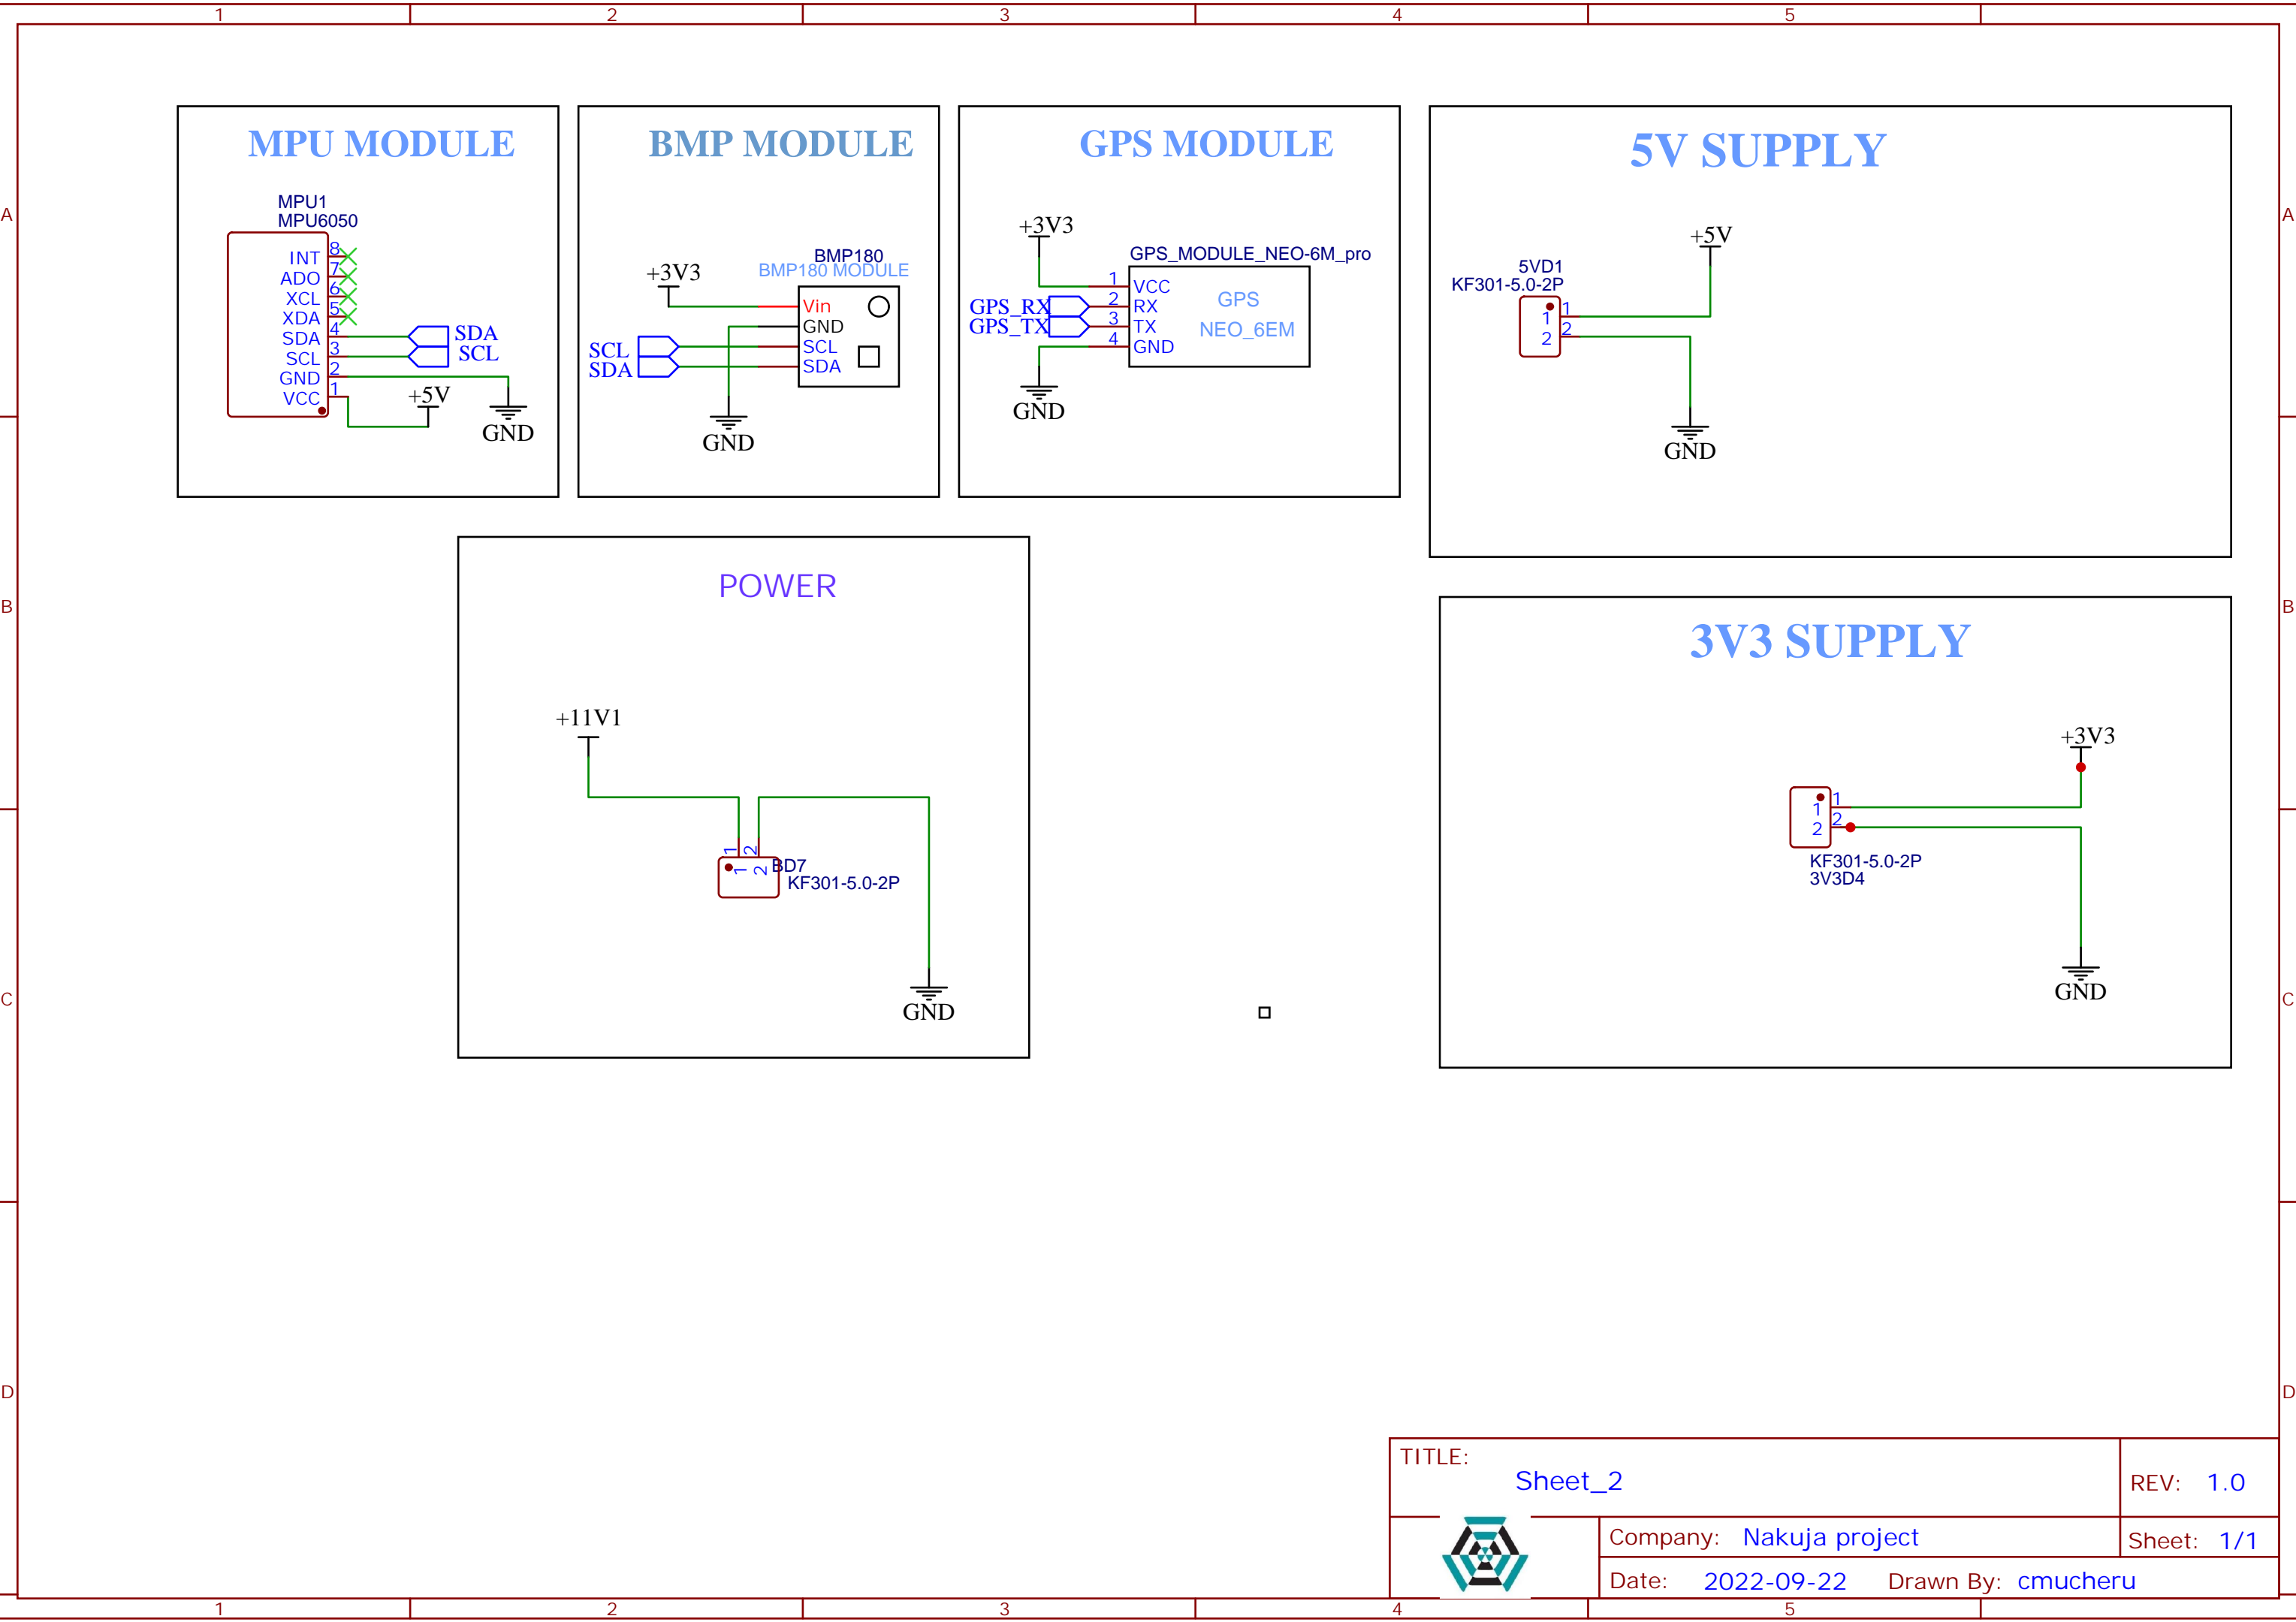 1 2 3 4 5
A A
B B
C C
D D
MPU MODULE
MPU1
MPU6050
INT 8
ADO 7
XCL 6
XDA 5
SDA 4
SCL 3
GND 2
VCC 1
SDA
SCL
+5V
GND
BMP MODULE
BMP180
BMP180 MODULE
+3V3
Vin
GND
SCL
SDA
SCL
SDA
GND
GPS MODULE
+3V3
GPS_MODULE_NEO-6M_pro
1 VCC
2 RX
3 TX
4 GND
GPS_RX
GPS_TX
GPS
NEO_6EM
GND
5V SUPPLY
+5V
5VD1
KF301-5.0-2P
1 1
2 2
GND
POWER
+11V1
1 2
1 2
BD7
KF301-5.0-2P
GND
3V3 SUPPLY
+3V3
1 1
2 2
KF301-5.0-2P
3V3D4
GND
TITLE:
Sheet_2
REV: 1.0
Company: Nakuja project
Sheet: 1/1
Date: 2022-09-22 Drawn By: cmucheru
1 2 3 4 5